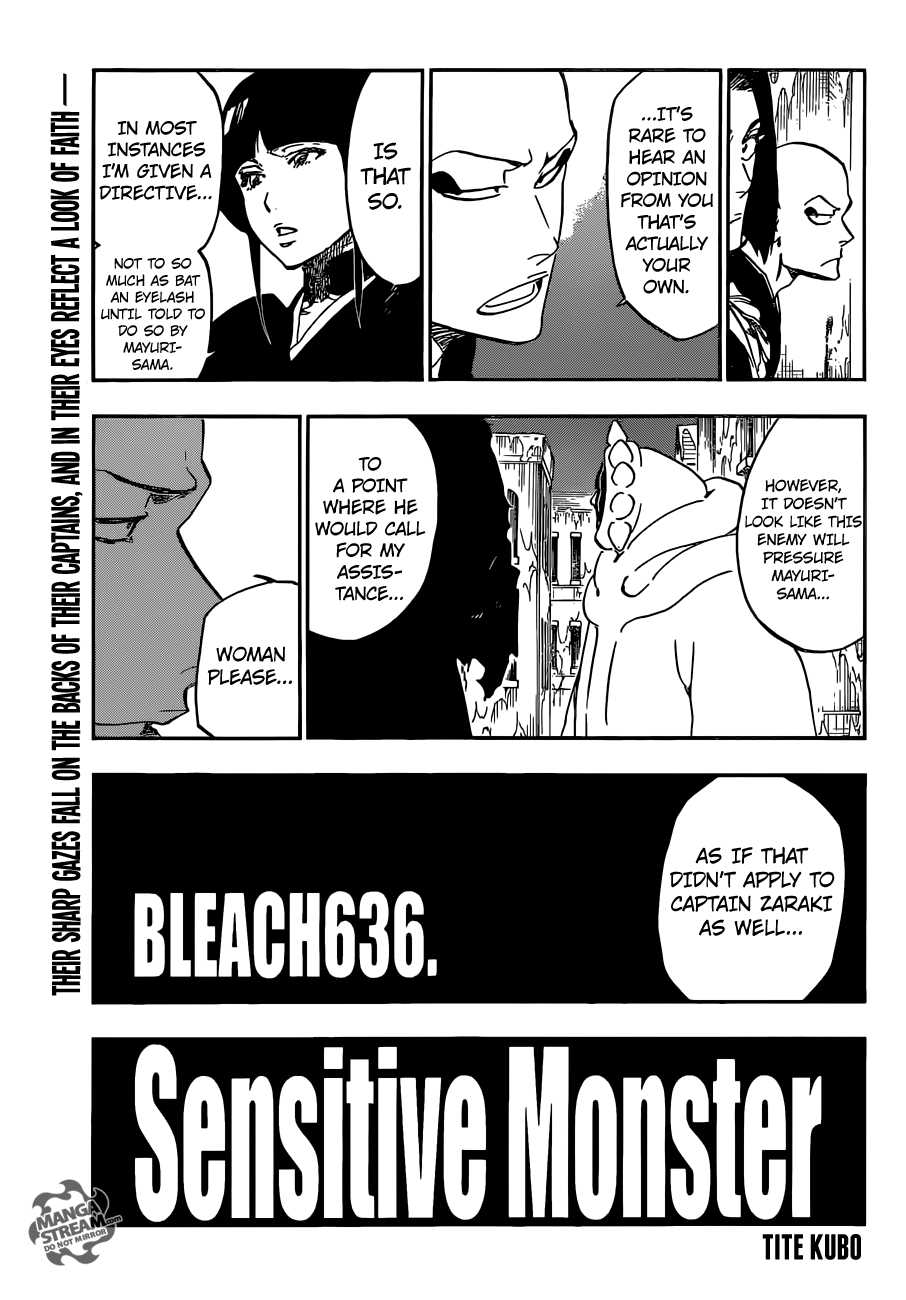 ...IT'S
RARE TO
HEAR AN
OPINION
FROM YOU
THAT'S
ACTUALLY
YOUR
OWN.
IS
THAT
SO.
IN MOST
INSTANCES
I'M GIVEN A
DIRECTIVE...
NOT TO SO
MUCH AS BAT
AN EYELASH
UNTIL TOLD TO
DO SO BY
MAYURI-
SAMA.
HOWEVER,
IT DOESN'T
LOOK LIKE THIS
ENEMY WILL
PRESSURE
MAYURI-
SAMA...
TO
A POINT
WHERE HE
WOULD CALL
FOR MY
ASSIS-
TANCE...
WOMAN
PLEASE...
AS IF THAT
DIDN'T APPLY TO
CAPTAIN ZARAKI
AS WELL...
BLEACH636.
Sensitive Monster
TITE KUBO
THEIR SHARP GAZES FALL ON THE BACKS OF THEIR CAPTAINS, AND IN THEIR EYES REFLECT A LOOK OF FAITH —
MANGA
STREAM.com
DO NOT MIRROR